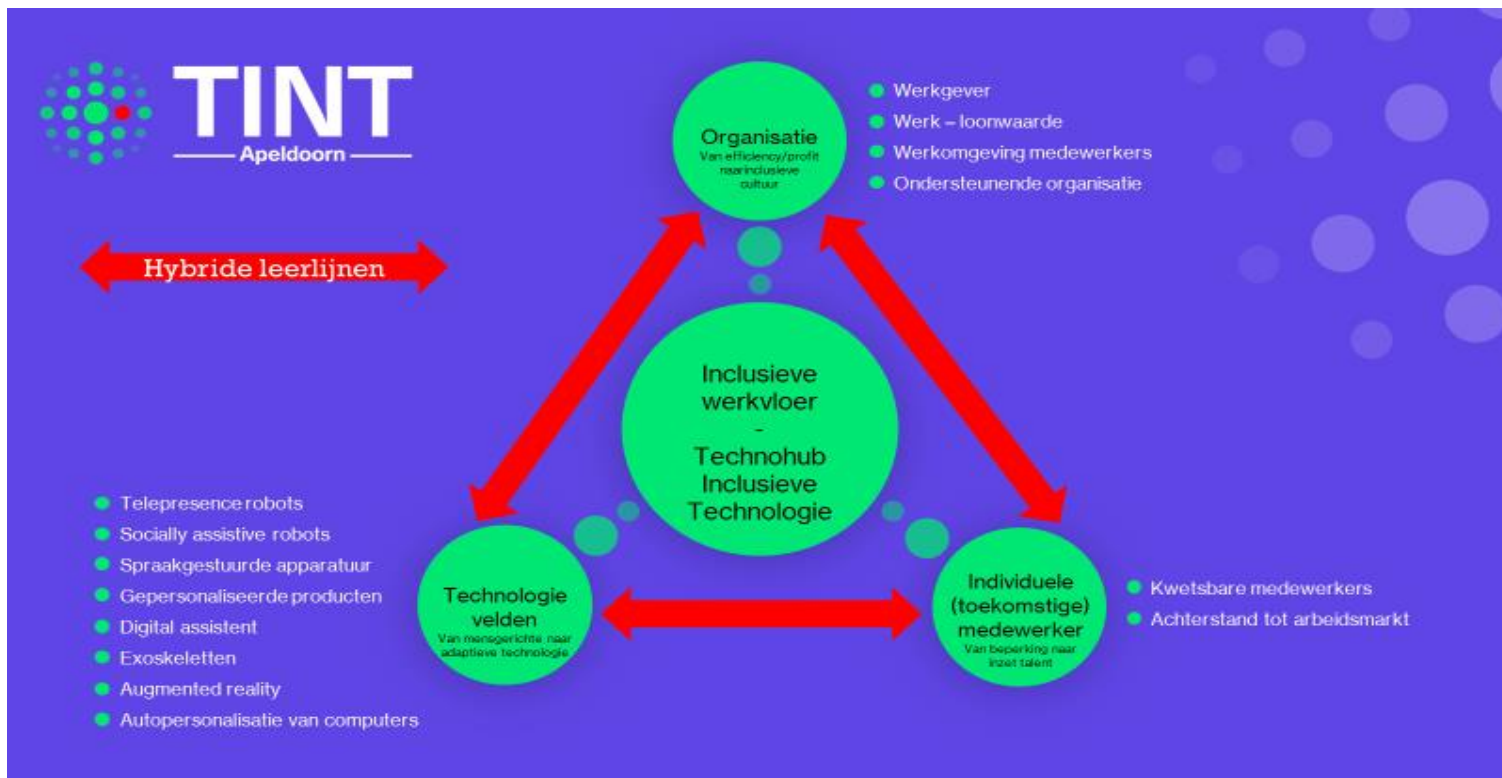 TINT
Apeldoorn
Hybride leerlijnen
Organisatie
Van efficiency/profit
naarinclusieve
cultuur
Werkgever
Werk – loonwaarde
Werkomgeving medewerkers
Ondersteunende organisatie
Inclusieve
werkvloer
-
Technohub
Inclusieve
Technologie
Telepresence robots
Socially assistive robots
Spraakgestuurde apparatuur
Gepersonaliseerde producten
Digital assistent
Exoskeletten
Augmented reality
Autopersonalisatie van computers
Technologie
velden
Van mensgerichte naar
adaptieve technologie
Individuele
(toekomstige)
medewerker
Van beperking naar
inzet talent
Kwetsbare medewerkers
Achterstand tot arbeidsmarkt